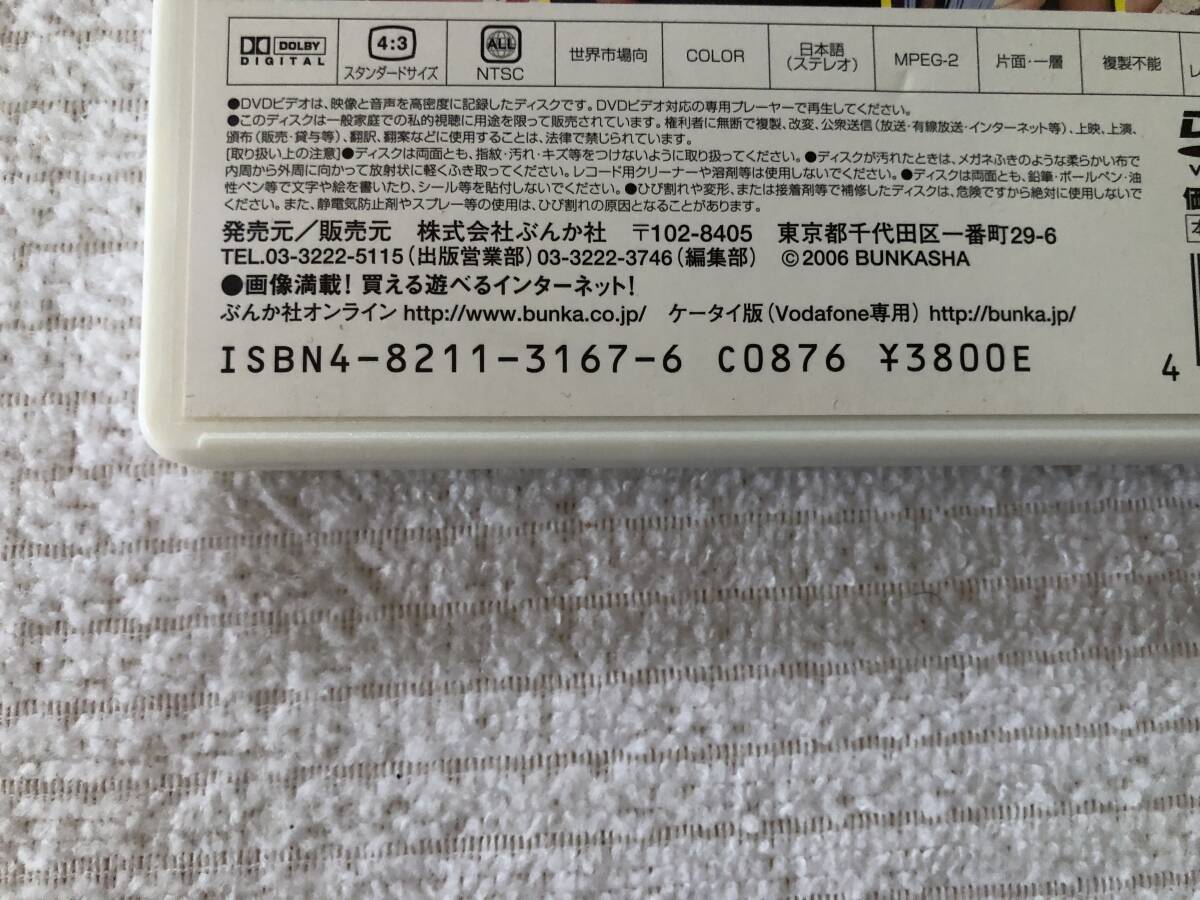 DOLBY
DIGITAL
4:3
スタンダードサイズ
ALL
NTSC
世界市場向
COLOR
日本語
(ステレオ)
MPEG-2
片面・一層
複製不能
●DVDビデオは、映像と音声を高密度に記録したディスクです。DVDビデオ対応の専用プレーヤーで再生してください。
●このディスクは一般家庭での私的視聴に用途を限って販売されています。権利者に無断で複製、改変、公衆送信(放送・有線放送・インターネット等)、上映、上演、
頒布(販売・貸与等)、翻訳、翻案などに使用することは、法律で禁じられています。
[取り扱い上の注意]●ディスクは両面とも、指紋・汚れ・キズ等をつけないように取り扱ってください。●ディスクが汚れたときは、メガネふきのような柔らかい布で
内周から外周に向かって放射状に軽くふき取ってください。レコード用クリーナーや溶剤等は使用しないでください。●ディスクは両面とも、鉛筆・ボールペン・油
性ペン等で文字や絵を書いたり、シール等を貼付しないでください。●ひび割れや変形、または接着剤等で補修したディスクは、危険ですから絶対に使用しないで
ください。また、静電気防止剤やスプレー等の使用は、ひび割れの原因となることがあります。
発売元/販売元 株式会社ぶんか社 〒102-8405 東京都千代田区一番町29-6
TEL.03-3222-5115(出版営業部)03-3222-3746(編集部) ©2006 BUNKASHA
●画像満載! 買える遊べるインターネット!
ぶんか社オンライン http://www.bunka.co.jp/ ケータイ版(Vodafone専用) http://bunka.jp/
ISBN4-8211-3167-6 C0876 ¥3800E
4